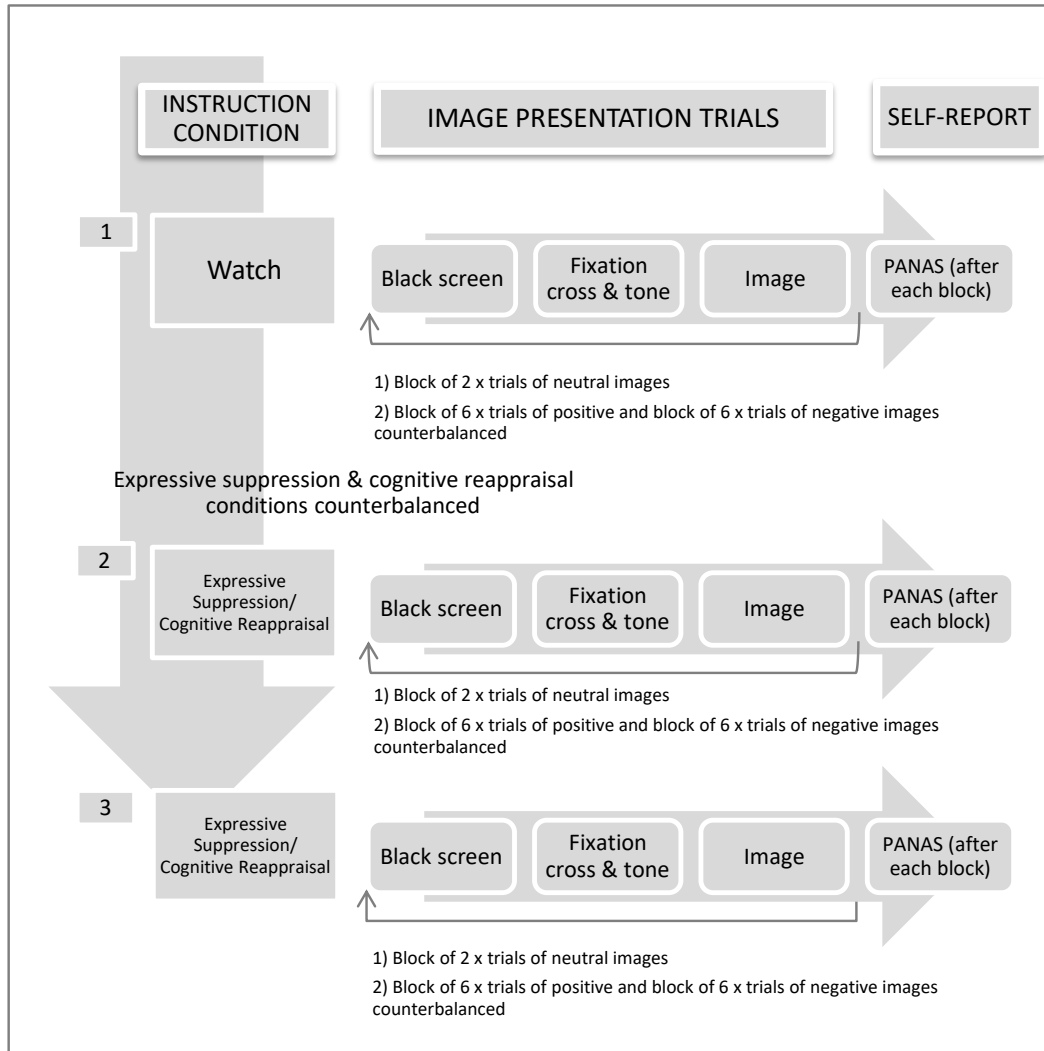 INSTRUCTION
CONDITION
IMAGE PRESENTATION TRIALS
SELF-REPORT
1
Watch
Black screen
Fixation
cross & tone
Image
PANAS (after
each block)
1) Block of 2 x trials of neutral images
2) Block of 6 x trials of positive and block of 6 x trials of negative images
counterbalanced
Expressive suppression & cognitive reappraisal
conditions counterbalanced
2
Expressive
Suppression/
Cognitive Reappraisal
Black screen
Fixation
cross & tone
Image
PANAS (after
each block)
1) Block of 2 x trials of neutral images
2) Block of 6 x trials of positive and block of 6 x trials of negative images
counterbalanced
3
Expressive
Suppression/
Cognitive Reappraisal
Black screen
Fixation
cross & tone
Image
PANAS (after
each block)
1) Block of 2 x trials of neutral images
2) Block of 6 x trials of positive and block of 6 x trials of negative images
counterbalanced